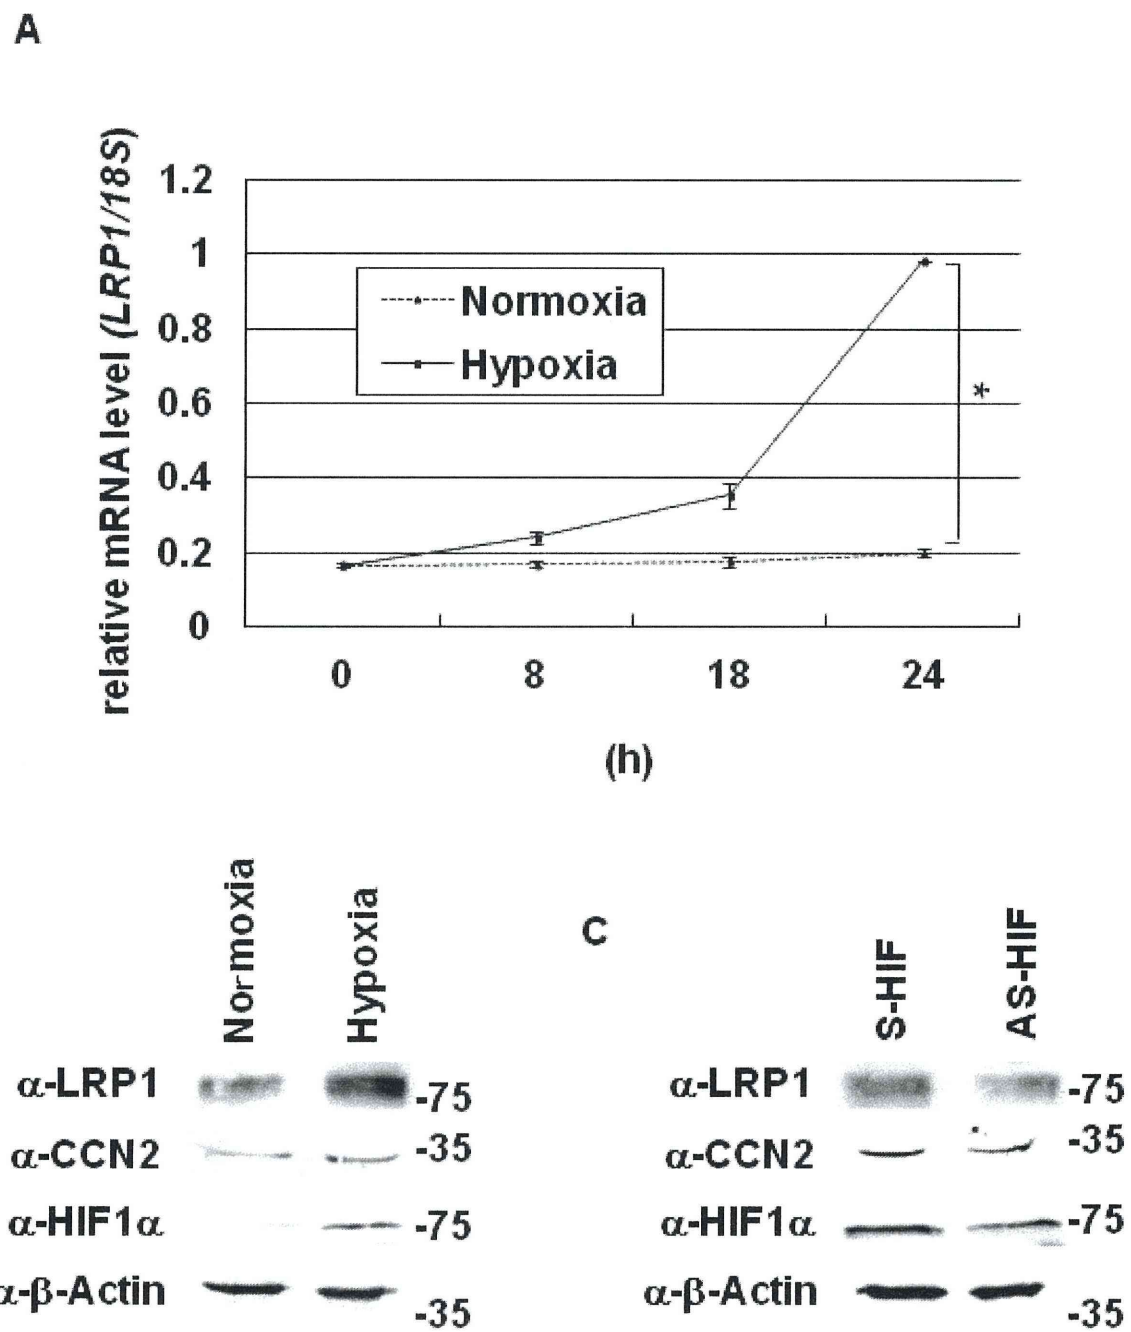 A
relative mRNA level (LRP1/18S)
1.2
1
0.8
0.6
0.4
0.2
0
Normoxia
Hypoxia
*
0 8 18 24
(h)
Normoxia
Hypoxia
α-LRP1
-75
α-CCN2
-35
α-HIF1α
-75
α-β-Actin
-35
C
S-HIF
AS-HIF
α-LRP1
-75
α-CCN2
-35
α-HIF1α
-75
α-β-Actin
-35